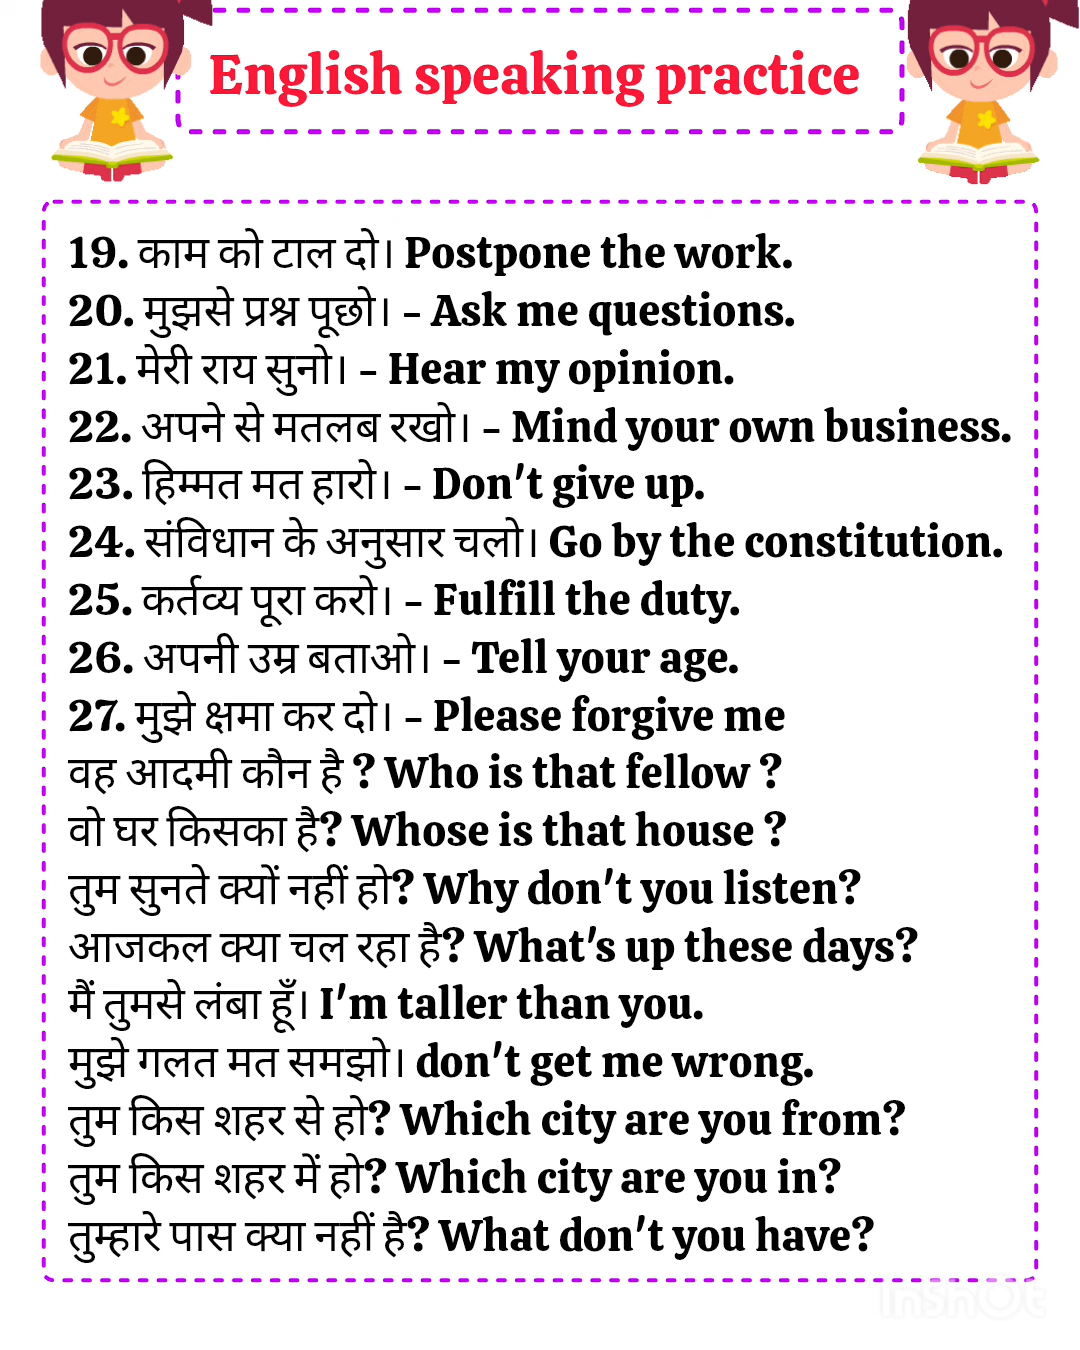 English speaking practice
19. काम को टाल दो। Postpone the work.
20. मुझसे प्रश्न पूछो। - Ask me questions.
21. मेरी राय सुनो। - Hear my opinion.
22. अपने से मतलब रखो। - Mind your own business.
23. हिम्मत मत हारो। - Don't give up.
24. संविधान के अनुसार चलो। Go by the constitution.
25. कर्तव्य पूरा करो। - Fulfill the duty.
26. अपनी उम्र बताओ। - Tell your age.
27. मुझे क्षमा कर दो। - Please forgive me
वह आदमी कौन है ? Who is that fellow ?
वो घर किसका है? Whose is that house ?
तुम सुनते क्यों नहीं हो? Why don't you listen?
आजकल क्या चल रहा है? What's up these days?
मैं तुमसे लंबा हूँ। I'm taller than you.
मुझे गलत मत समझो। don't get me wrong.
तुम किस शहर से हो? Which city are you from?
तुम किस शहर में हो? Which city are you in?
तुम्हारे पास क्या नहीं है? What don't you have?
InShOt